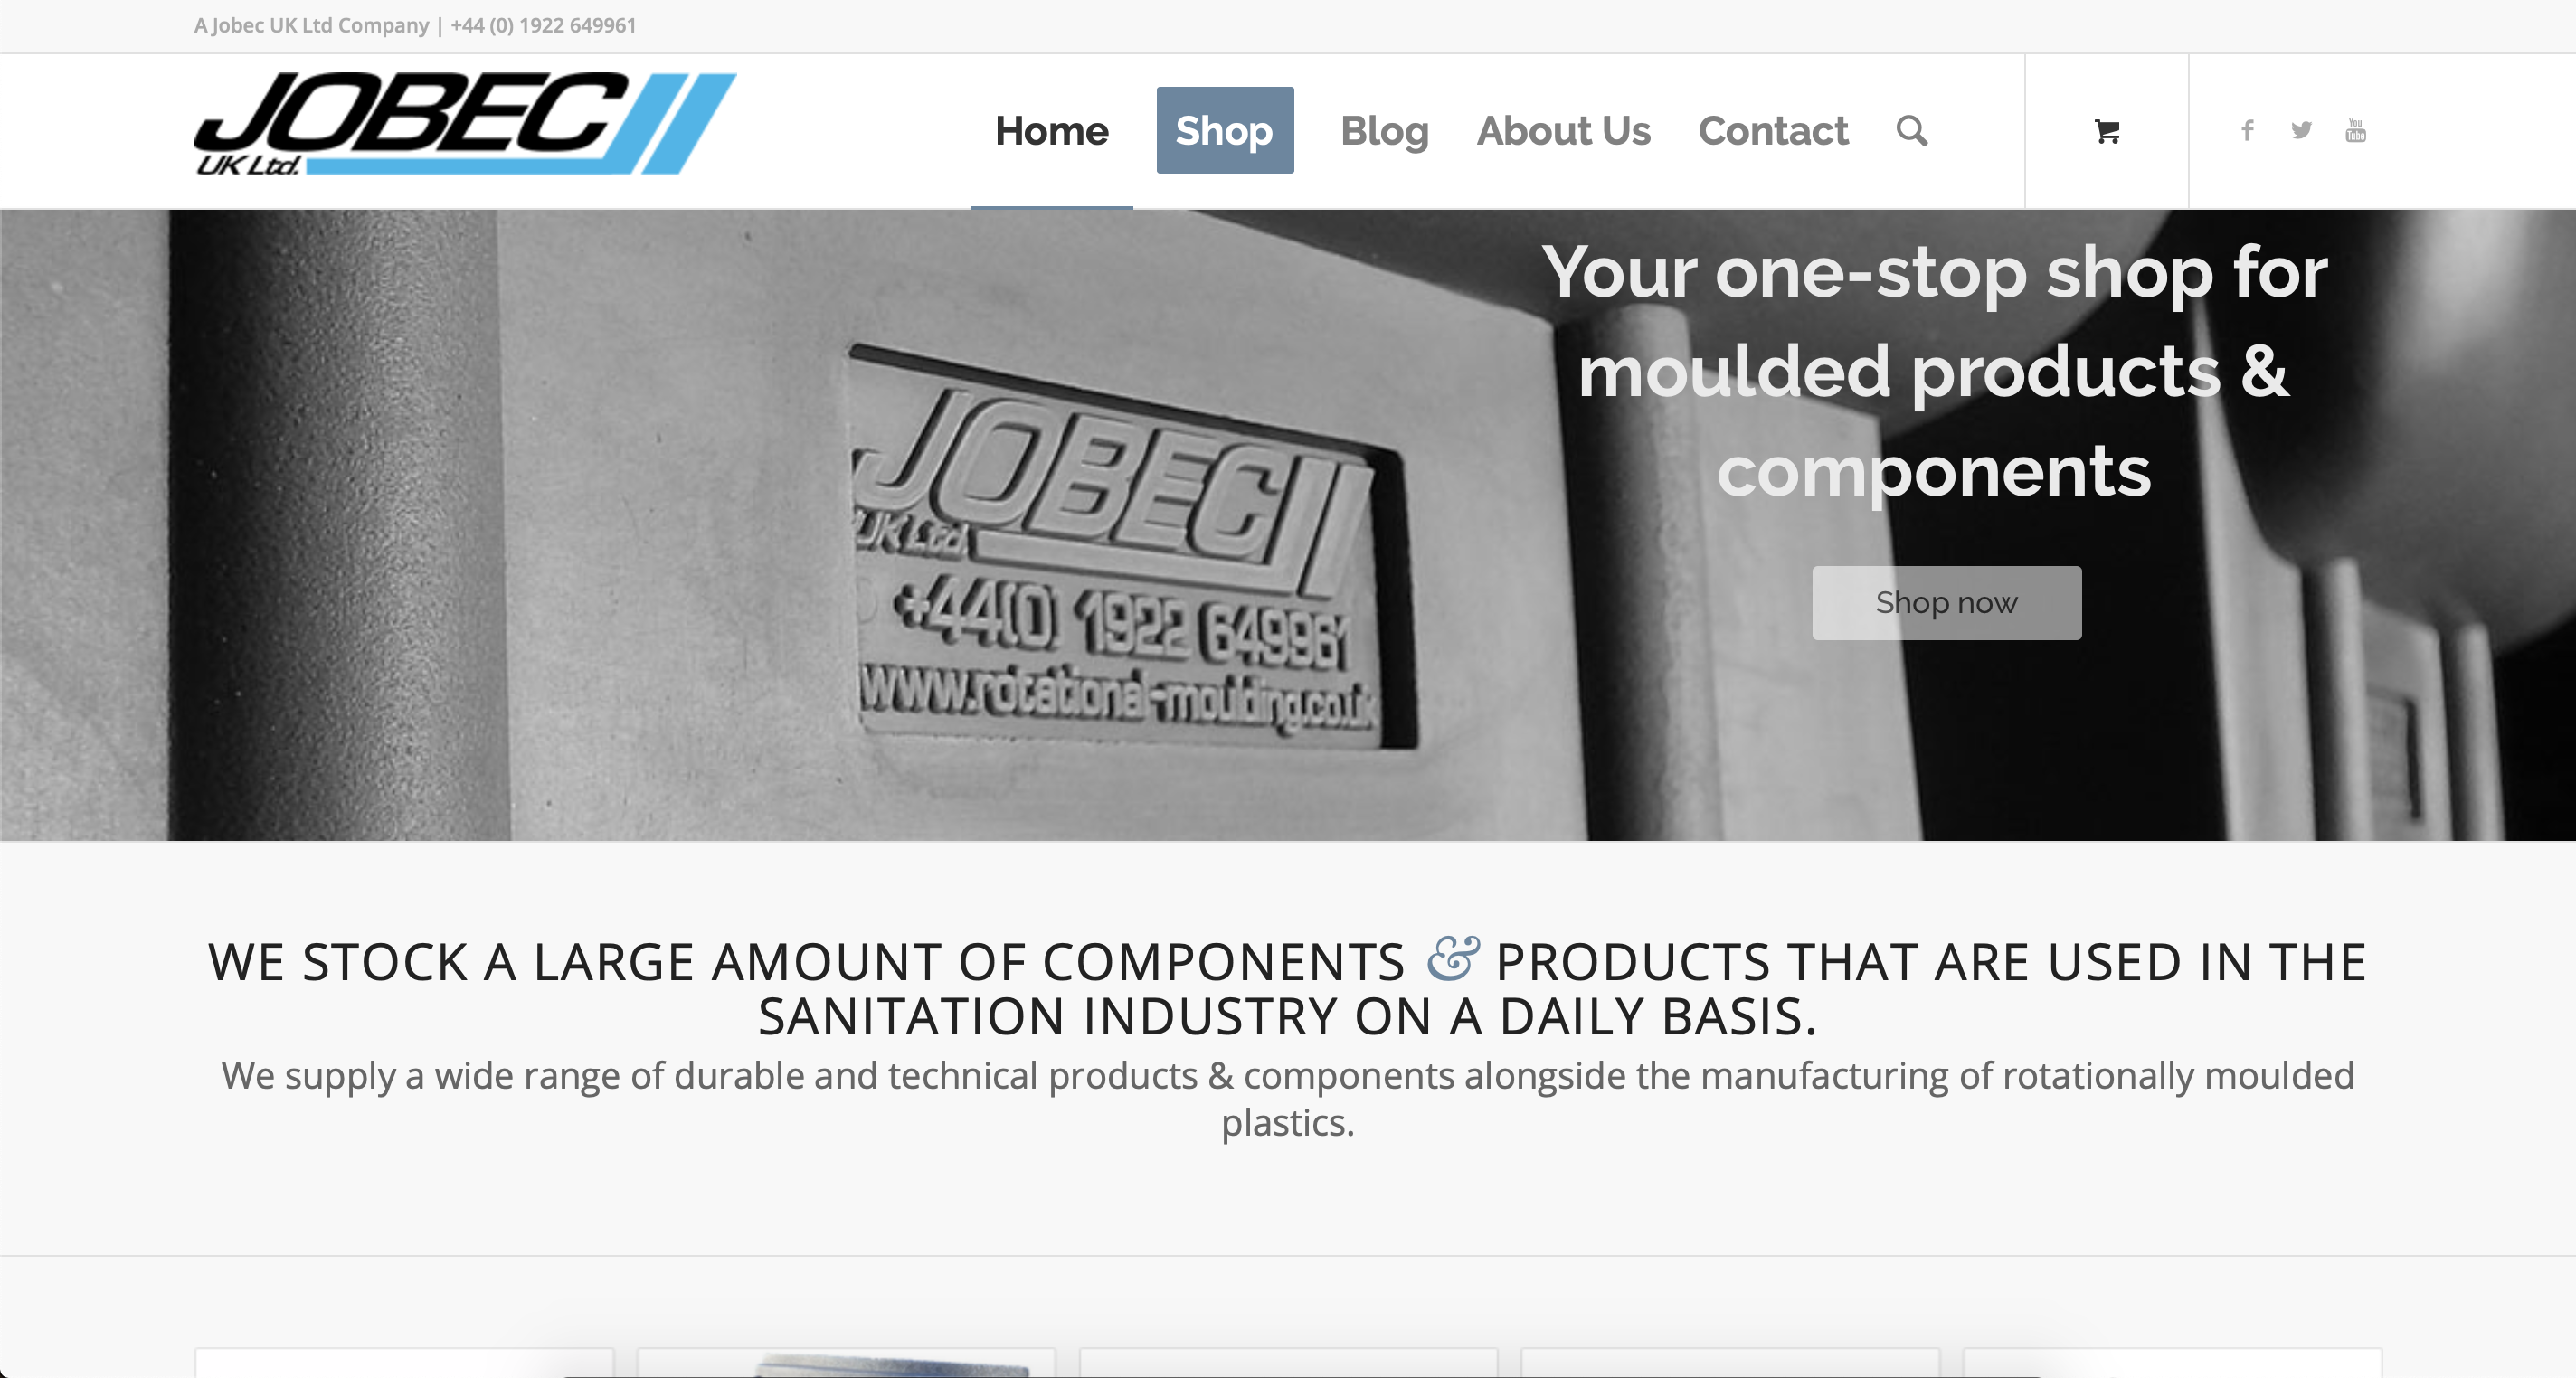 A Jobec UK Ltd Company | +44 (0) 1922 649961
JOBEC
UK Ltd.
Home Shop Blog About Us Contact
You
Tube
Your one-stop shop for
moulded products &
components
Shop now
JOBEC
UK Ltd.
+44(0) 1922 649961
www.rotational-moulding.co.uk
WE STOCK A LARGE AMOUNT OF COMPONENTS & PRODUCTS THAT ARE USED IN THE
SANITATION INDUSTRY ON A DAILY BASIS.
We supply a wide range of durable and technical products & components alongside the manufacturing of rotationally moulded
plastics.